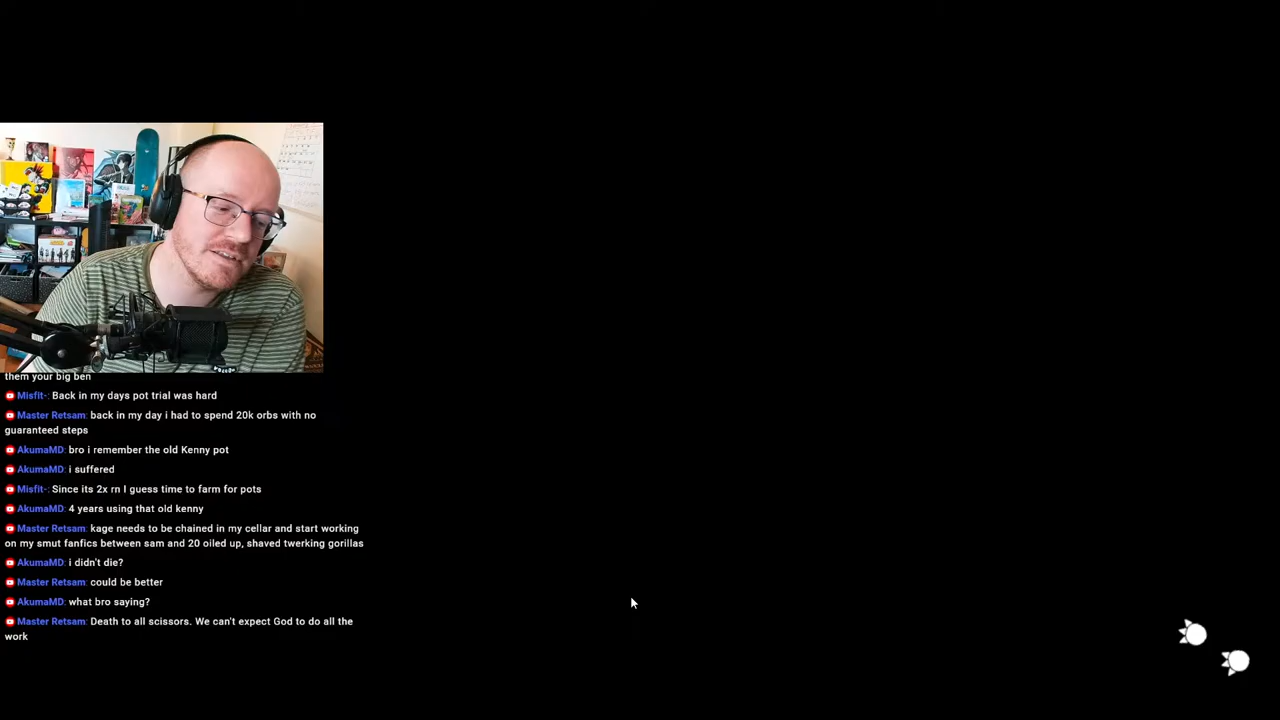 them your big ben
Misfit-: Back in my days pot trial was hard
Master Retsam: back in my day i had to spend 20k orbs with no
guaranteed steps
AkumaMD: bro i remember the old Kenny pot
AkumaMD: i suffered
Misfit-: Since its 2x rn I guess time to farm for pots
AkumaMD: 4 years using that old kenny
Master Retsam: kage needs to be chained in my cellar and start working
on my smut fanfics between sam and 20 oiled up, shaved twerking gorillas
AkumaMD: i didn't die?
Master Retsam: could be better
AkumaMD: what bro saying?
Master Retsam: Death to all scissors. We can't expect God to do all the
work